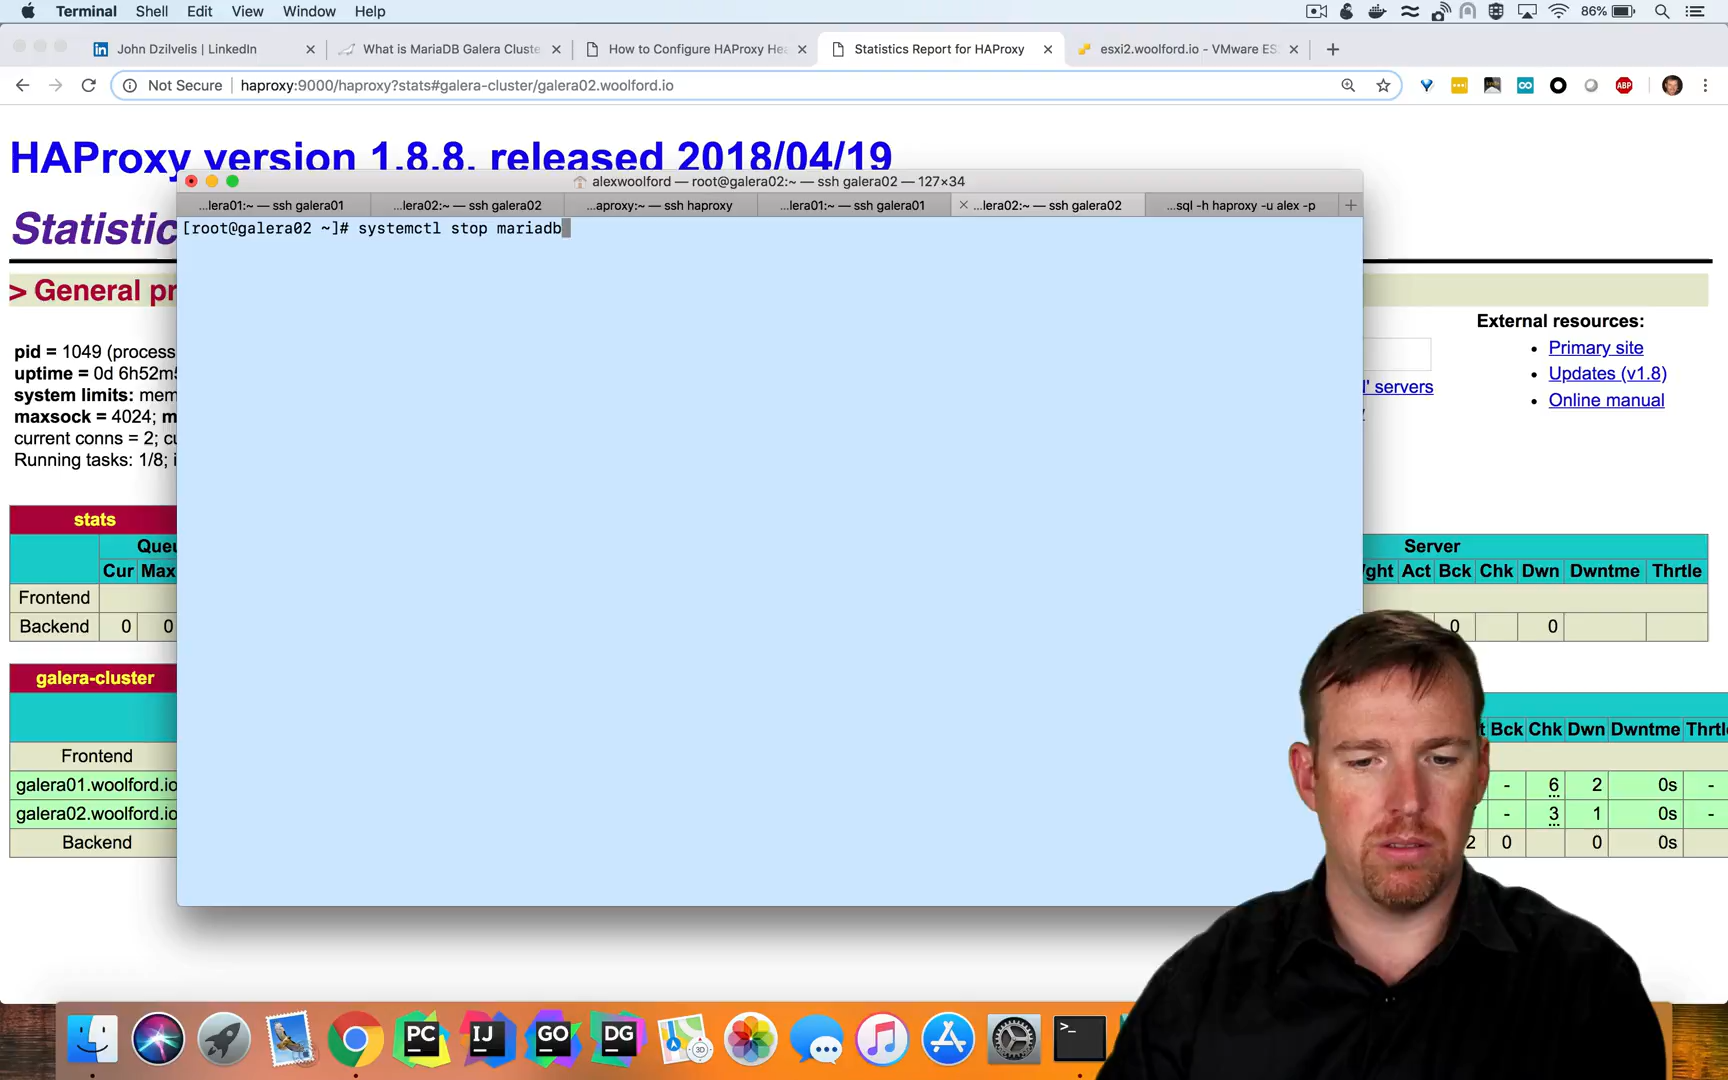 Terminal Shell Edit View Window Help 86%
John Dzilvelis | LinkedIn
What is MariaDB Galera Cluste
How to Configure HAProxy He
Statistics Report for HAProxy
esxi2.woolford.io - VMware ES
Not Secure haproxy:9000/haproxy?stats#galera-cluster/galera02.woolford.io
ABP
HAProxy version 1.8.8, released 2018/04/19
alexwoolford — root@galera02:~ — ssh galera02 — 127×34
...lera01:~ — ssh galera01
...lera02:~ — ssh galera02
...aproxy:~ — ssh haproxy
...lera01:~ — ssh galera01
...lera02:~ — ssh galera02
...sql -h haproxy -u alex -p
[root@galera02 ~]# systemctl stop mariadb
Statistic
> General pr
pid = 1049 (process
uptime = 0d 6h52m5
system limits: mem
maxsock = 4024; m
current conns = 2; cu
Running tasks: 1/8; i
External resources:
Primary site
Updates (v1.8)
Online manual
' servers
stats
Queu
Cur Max
Frontend
Backend 0 0
Server
ght Act Bck Chk Dwn Dwntme Thrtle
0 0
galera-cluster
Frontend
galera01.woolford.io
galera02.woolford.io
Backend
t Bck Chk Dwn Dwntme Thrtle
- 6 2 0s -
- 3 1 0s -
2 0 0 0s
PC IJ GO DG
3D
>_